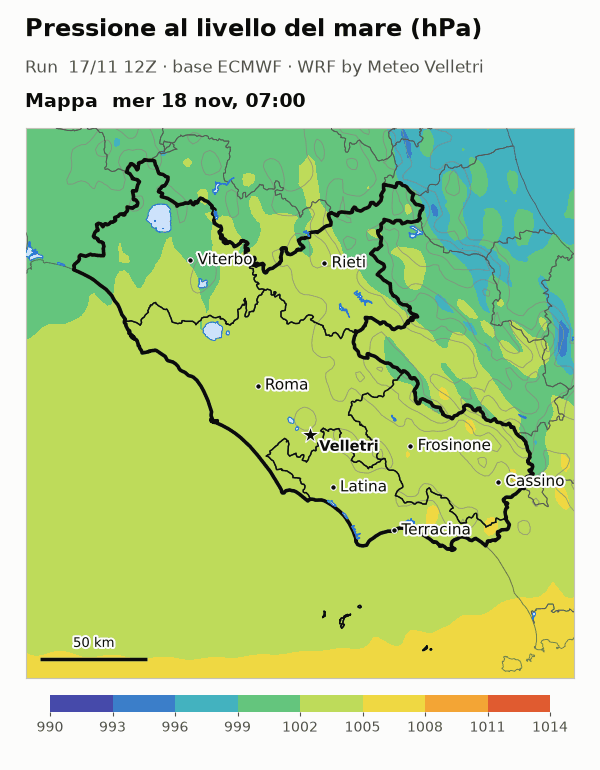 Pressione al livello del mare (hPa)
Run  17/11 12Z · base ECMWF · WRF by Meteo Velletri
Mappa  mer 18 nov, 07:00
Viterbo
Rieti
Roma
Velletri
Frosinone
Cassino
Latina
Terracina
50 km
990 993 996 999 1002 1005 1008 1011 1014